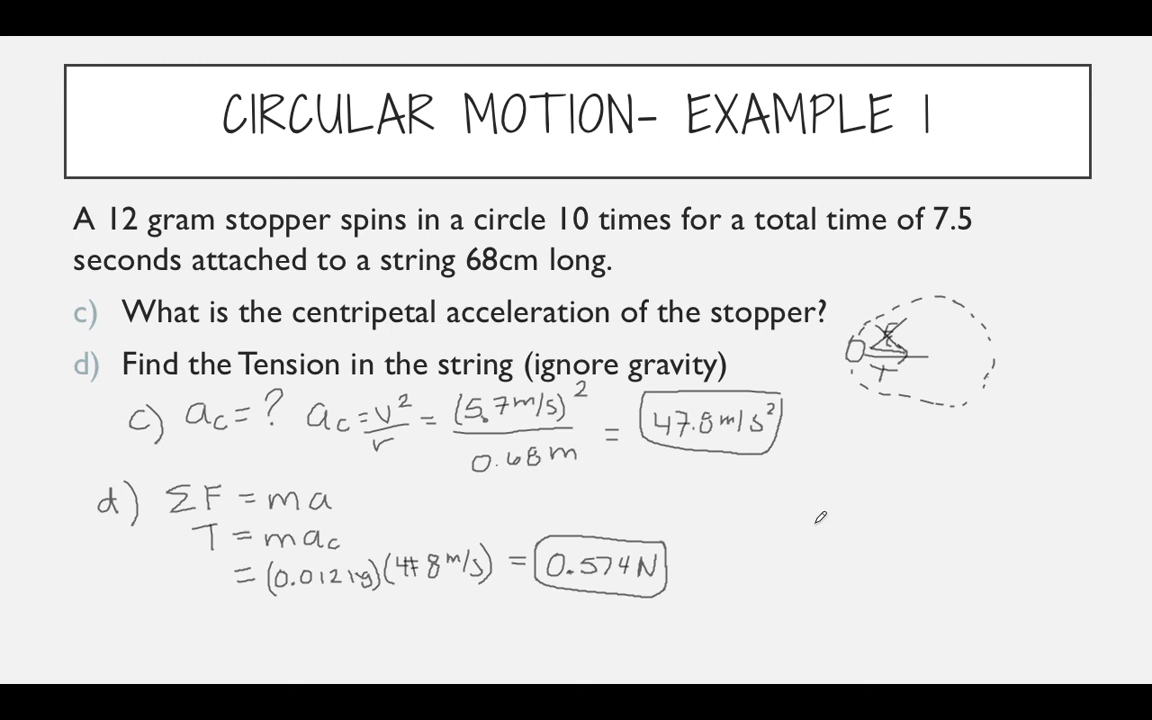 CIRCULAR MOTION- EXAMPLE 1
A 12 gram stopper spins in a circle 10 times for a total time of 7.5
seconds attached to a string 68cm long.
c) What is the centripetal acceleration of the stopper?
d) Find the Tension in the string (ignore gravity)
T
c) ac = ? ac = v²/r = (5.7m/s)²/0.68m = 47.8m/s²
d) ΣF = ma
T = mac
= (0.012kg)(47.8m/s) = 0.574N